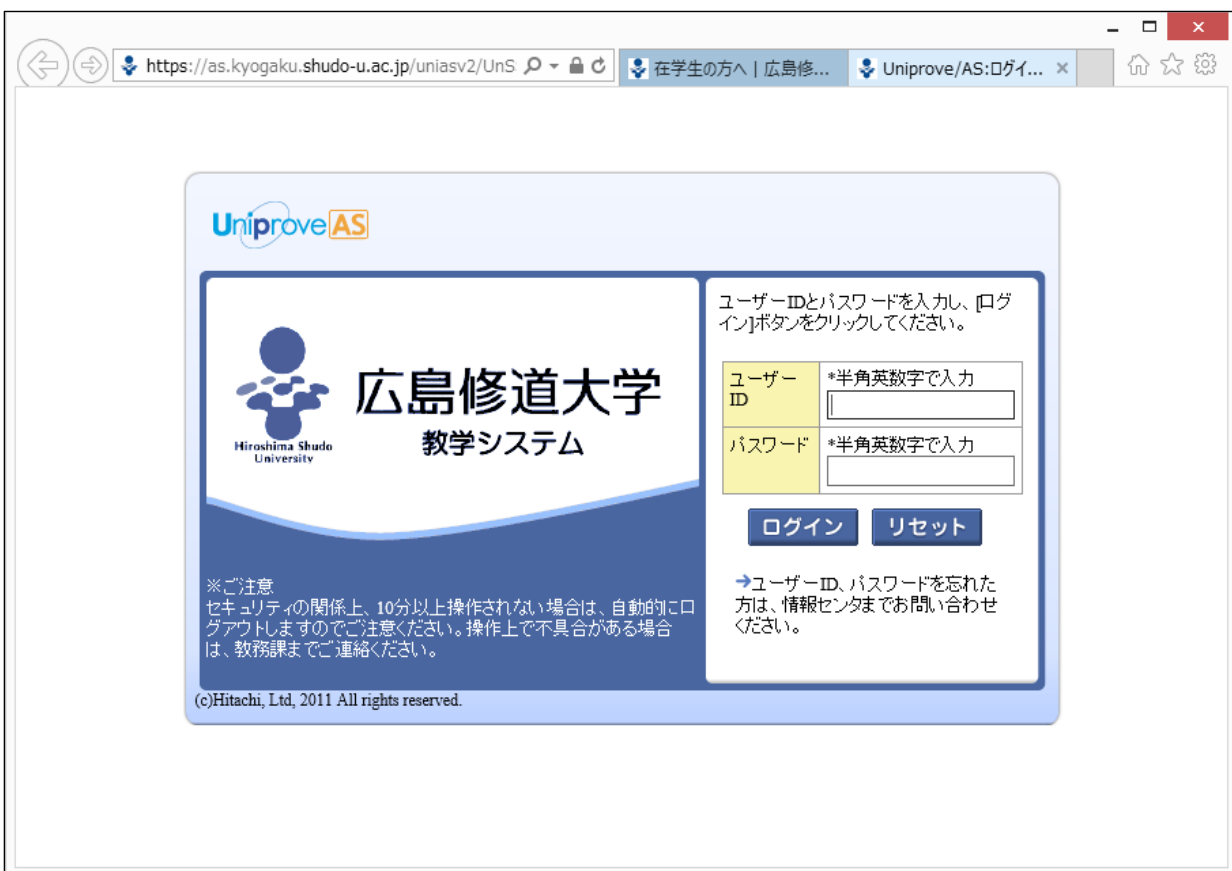 https://as.kyogaku.shudo-u.ac.jp/uniasv2/UnS
在学生の方へ | 広島修...
Uniprove/AS:ログイ...
Uniprove AS
広島修道大学
教学システム
Hiroshima Shudo
University
※ご注意
セキュリティの関係上、10分以上操作されない場合は、自動的にロ
グアウトしますのでご注意ください。操作上で不具合がある場合
は、教務課までご連絡ください。
ユーザーIDとパスワードを入力し、[ログ
イン]ボタンをクリックしてください。
ユーザー
ID
*半角英数字で入力
パスワード
*半角英数字で入力
ログイン
リセット
➔ユーザーID、パスワードを忘れた
方は、情報センタまでお問い合わせ
ください。
(c)Hitachi, Ltd, 2011 All rights reserved.